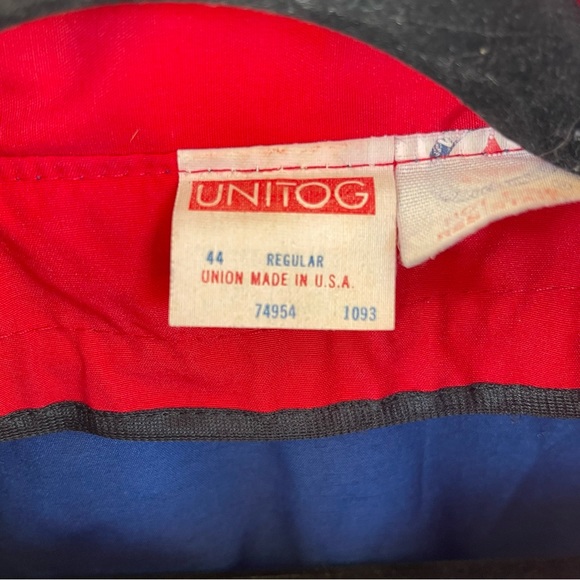 UNITOG
44 REGULAR
UNION MADE IN U.S.A.
74954 1093